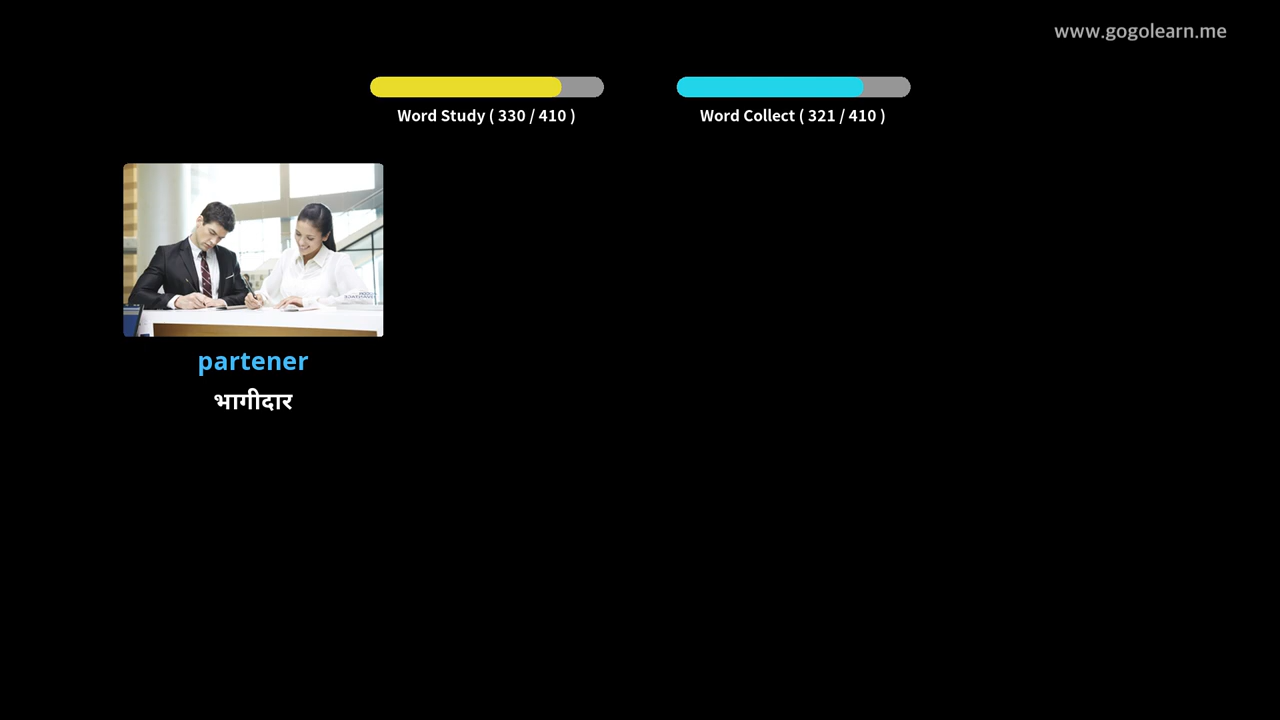 www.gogolearn.me
Word Study ( 330 / 410 )
Word Collect ( 321 / 410 )
partener
भागीदार